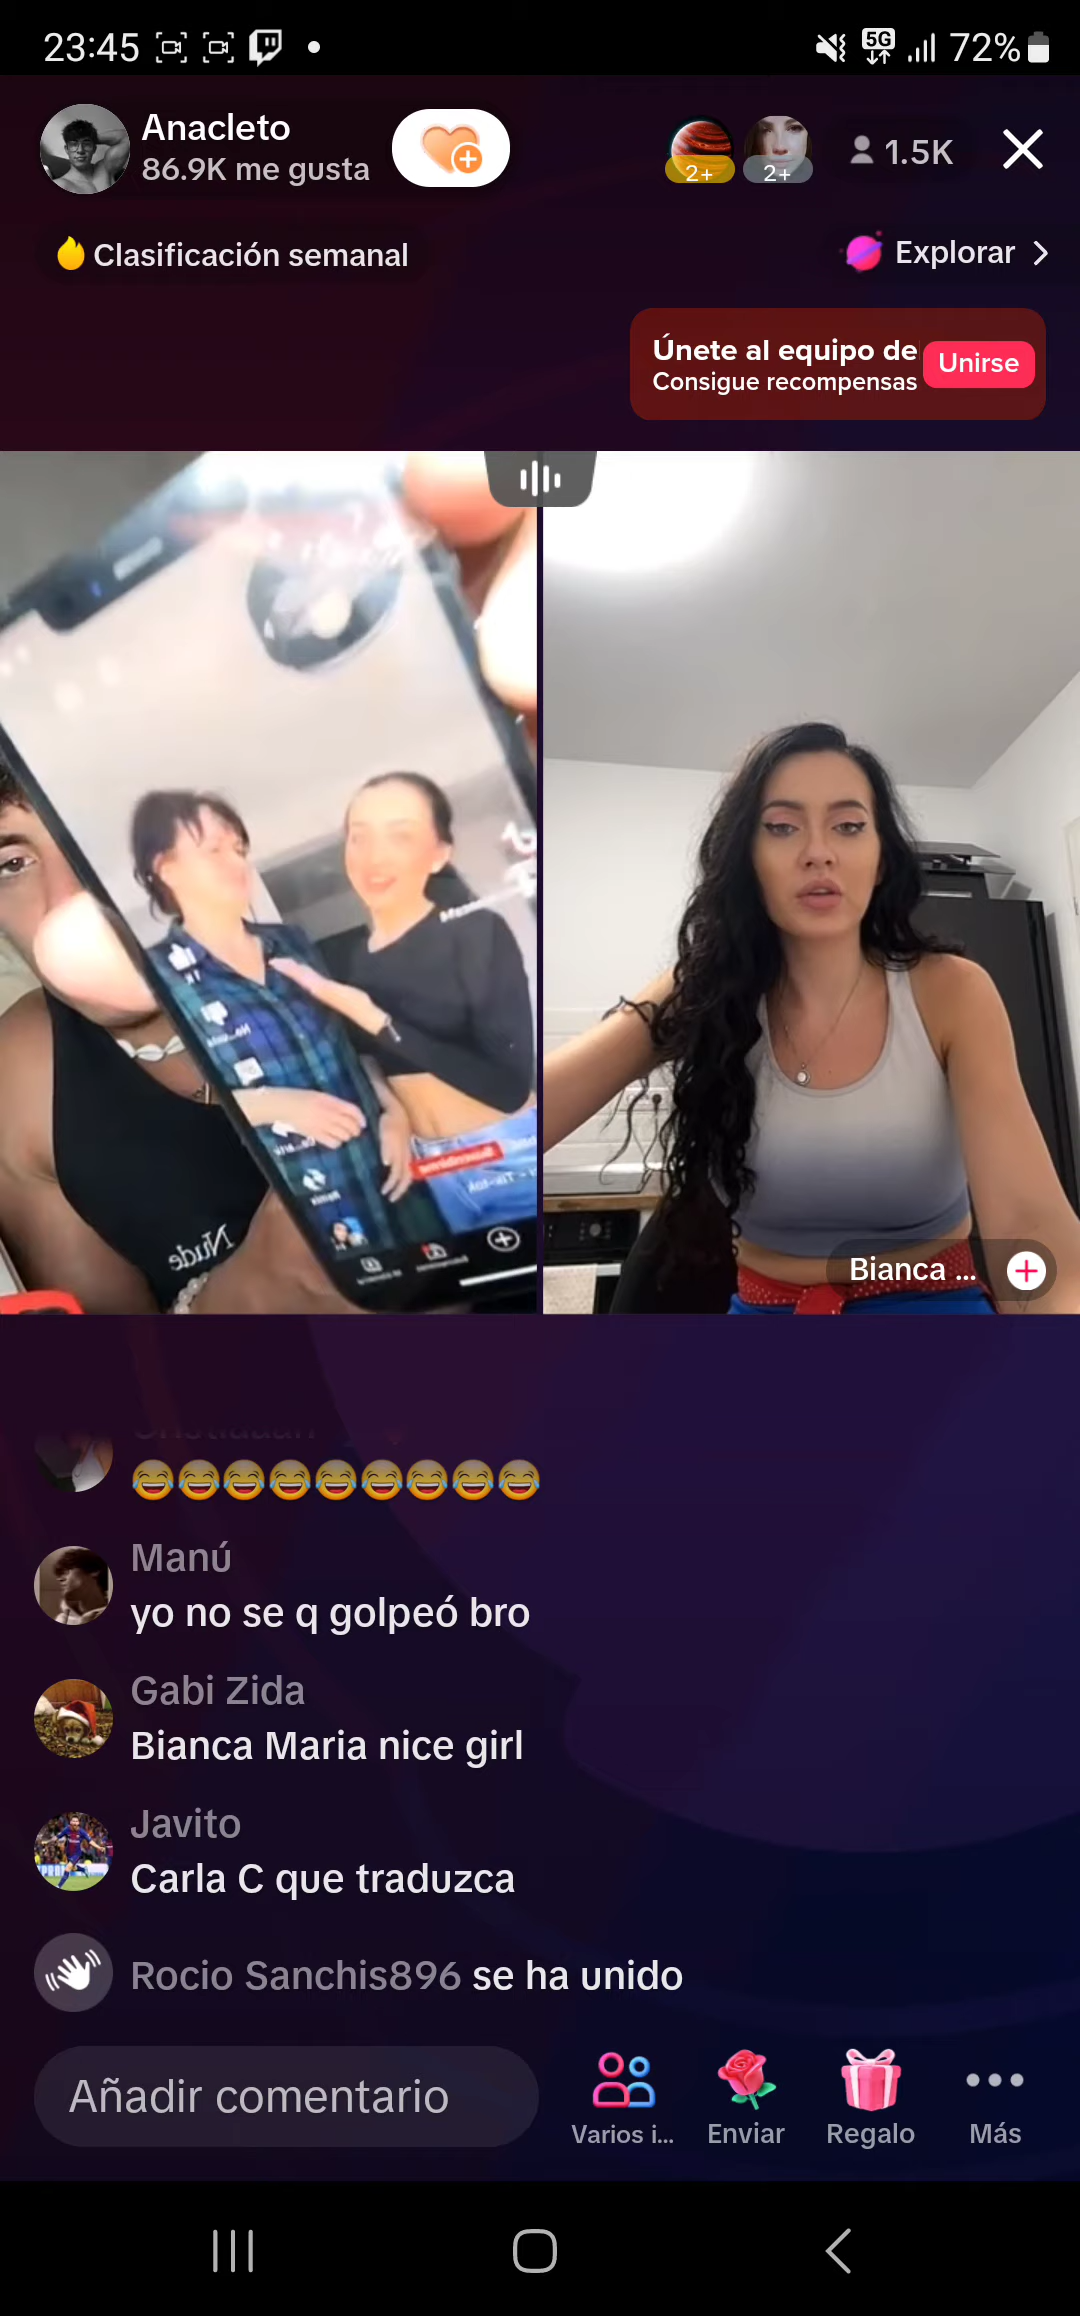 23:45
5G
72%
Anacleto
86.9K me gusta
2+
2+
1.5K
Clasificación semanal
Explorar
Únete al equipo de
Consigue recompensas
Unirse
Nude
Bianca ...
😂😂😂😂😂😂😂😂😂
Manú
yo no se q golpeó bro
Gabi Zida
Bianca Maria nice girl
Javito
Carla C que traduzca
Rocio Sanchis896 se ha unido
Añadir comentario
Varios i...
Enviar
Regalo
Más